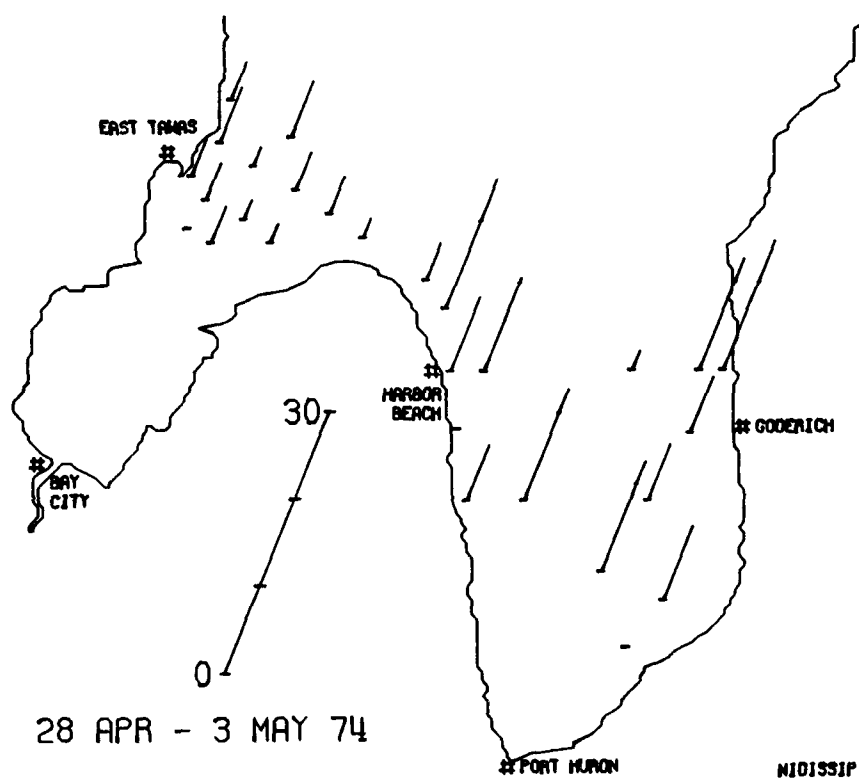 EAST TAWAS
#
#
HARBOR
BEACH
30
# GODERICH
#
BAY
CITY
0
28 APR - 3 MAY 74
# PORT HURON
NIDISSIP